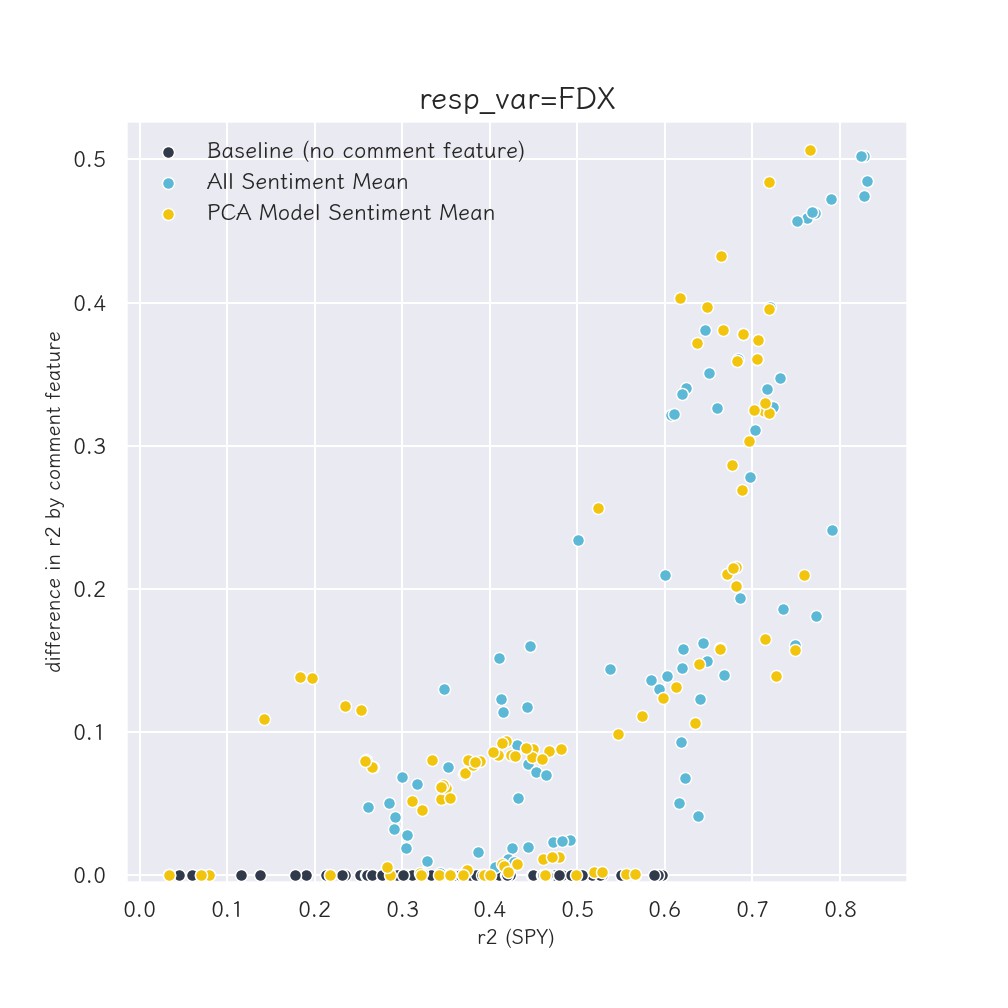 resp_var=FDX
Baseline (no comment feature)
All Sentiment Mean
PCA Model Sentiment Mean
difference in r2 by comment feature
0.5
0.4
0.3
0.2
0.1
0.0
0.0 0.1 0.2 0.3 0.4 0.5 0.6 0.7 0.8
r2 (SPY)